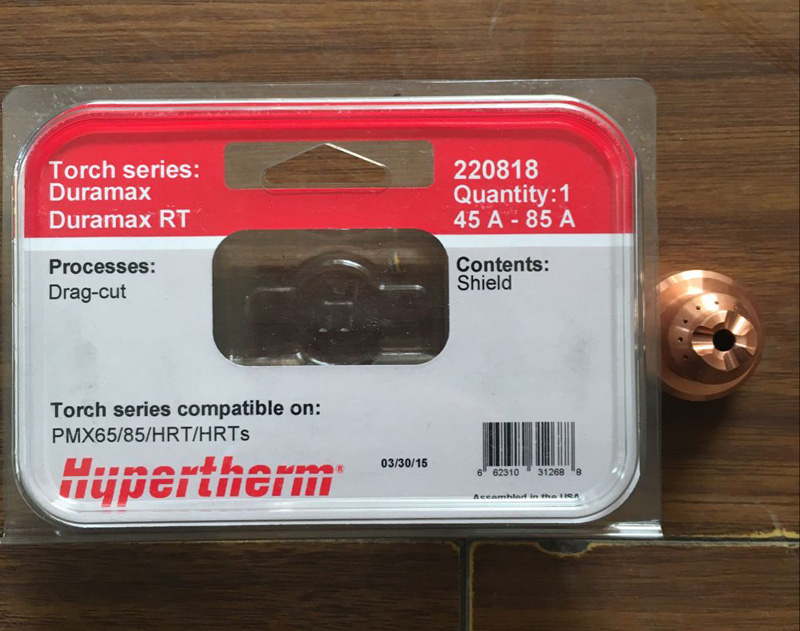 Torch series:
Duramax
Duramax RT
220818
Quantity:1
45 A - 85 A
Processes:
Drag-cut
Contents:
Shield
Torch series compatible on:
PMX65/85/HRT/HRTs
Hypertherm®
03/30/15
6 62310 31268 8
Assembled in the USA